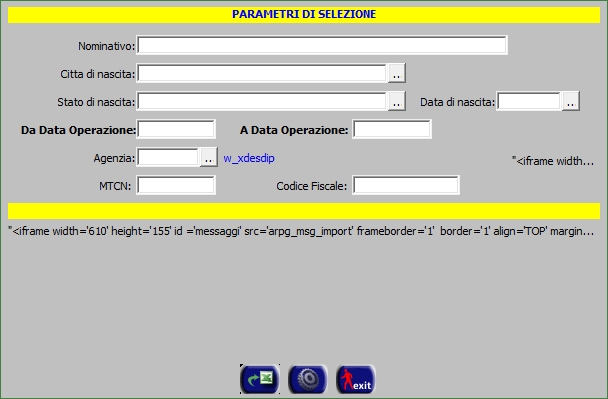 PARAMETRI DI SELEZIONE
Nominativo:
Citta di nascita: ..
Stato di nascita: .. Data di nascita: ..
Da Data Operazione: A Data Operazione:
Agenzia: .. w_xdesdip "<iframe width...
MTCN: Codice Fiscale:
"<iframe width='610' height='155' id ='messaggi' src='arpg_msg_import' frameborder='1'  border='1' align='TOP' margin...
exit